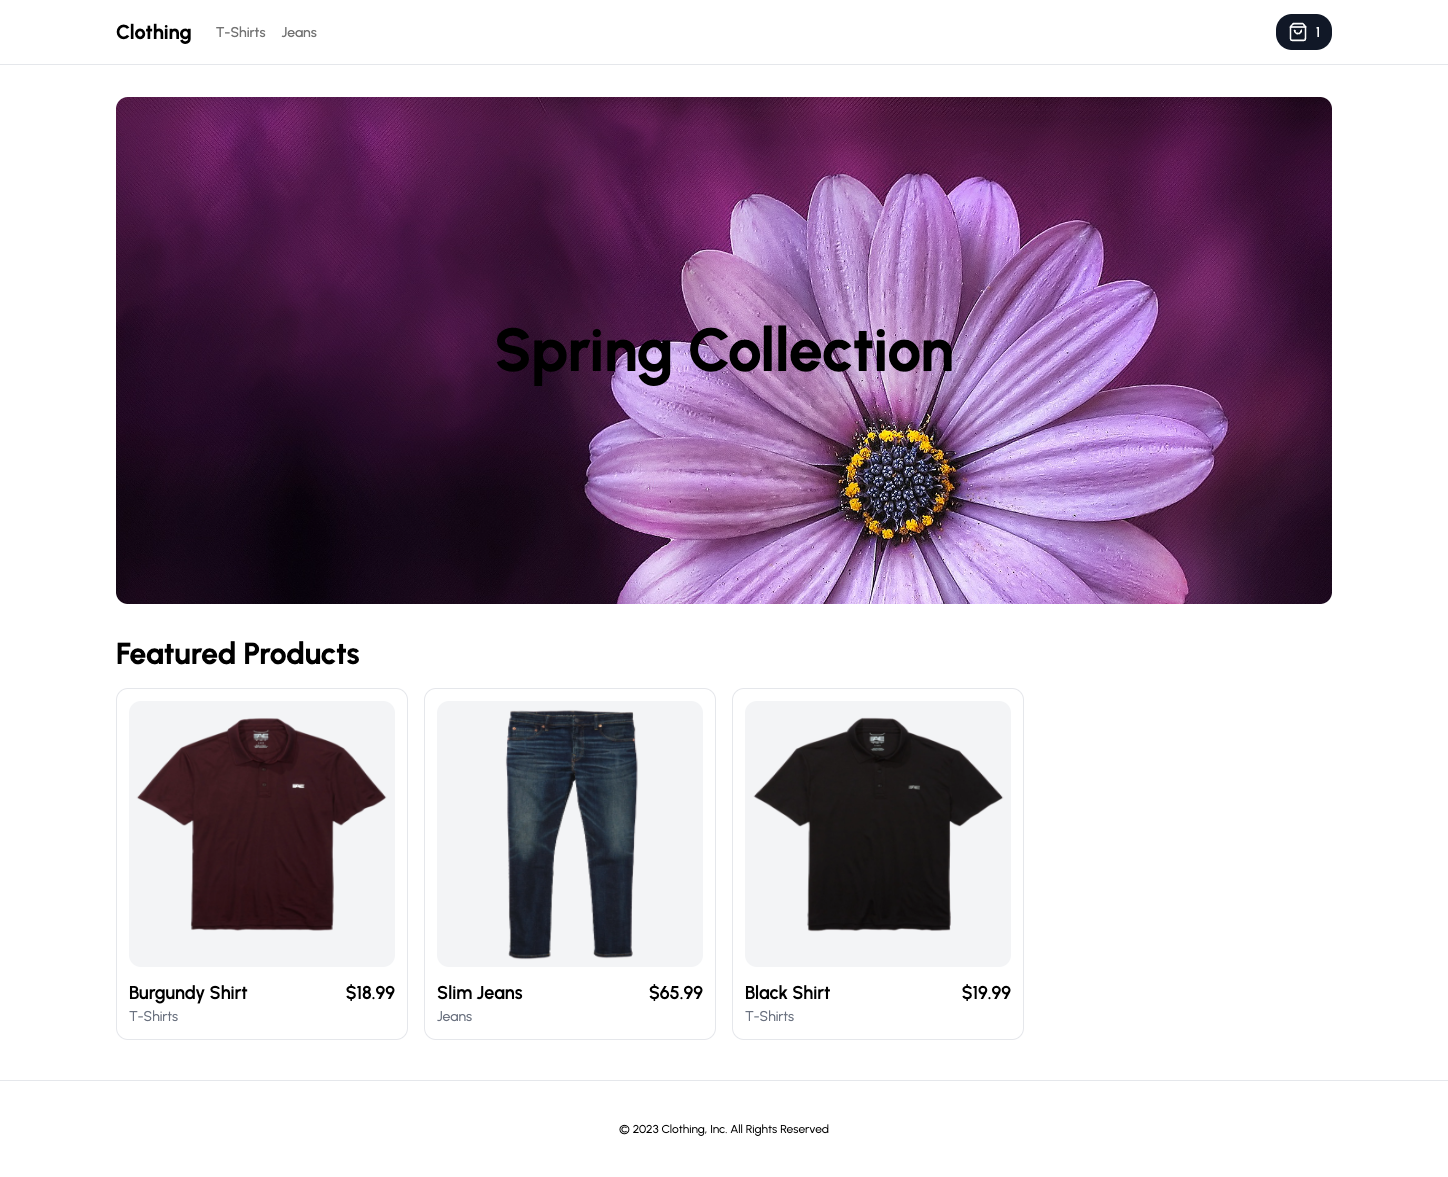 Clothing
T-Shirts
Jeans
1
Spring Collection
Featured Products
Burgundy Shirt
$18.99
T-Shirts
Slim Jeans
$65.99
Jeans
Black Shirt
$19.99
T-Shirts
© 2023 Clothing, Inc. All Rights Reserved